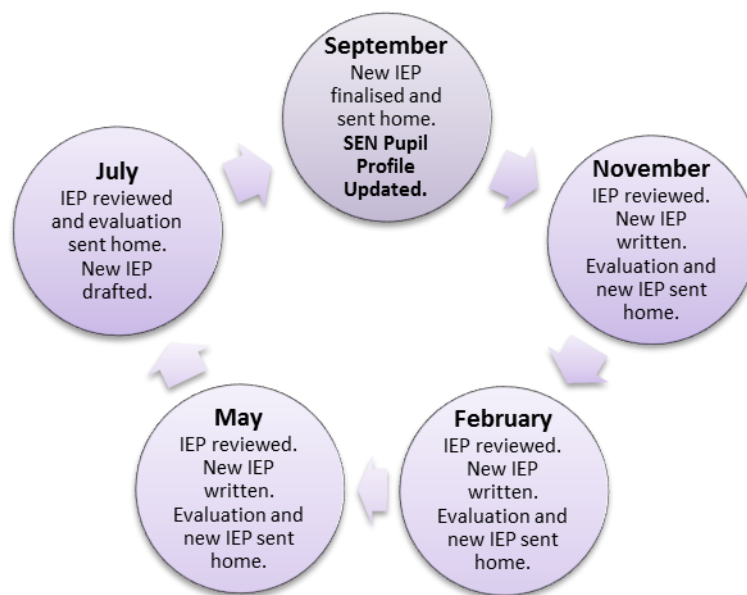 September
New IEP
finalised and
sent home.
SEN Pupil
Profile
Updated.
November
IEP reviewed.
New IEP
written.
Evaluation and
new IEP sent
home.
February
IEP reviewed.
New IEP
written.
Evaluation and
new IEP sent
home.
May
IEP reviewed.
New IEP
written.
Evaluation and
new IEP sent
home.
July
IEP reviewed
and evaluation
sent home.
New IEP
drafted.